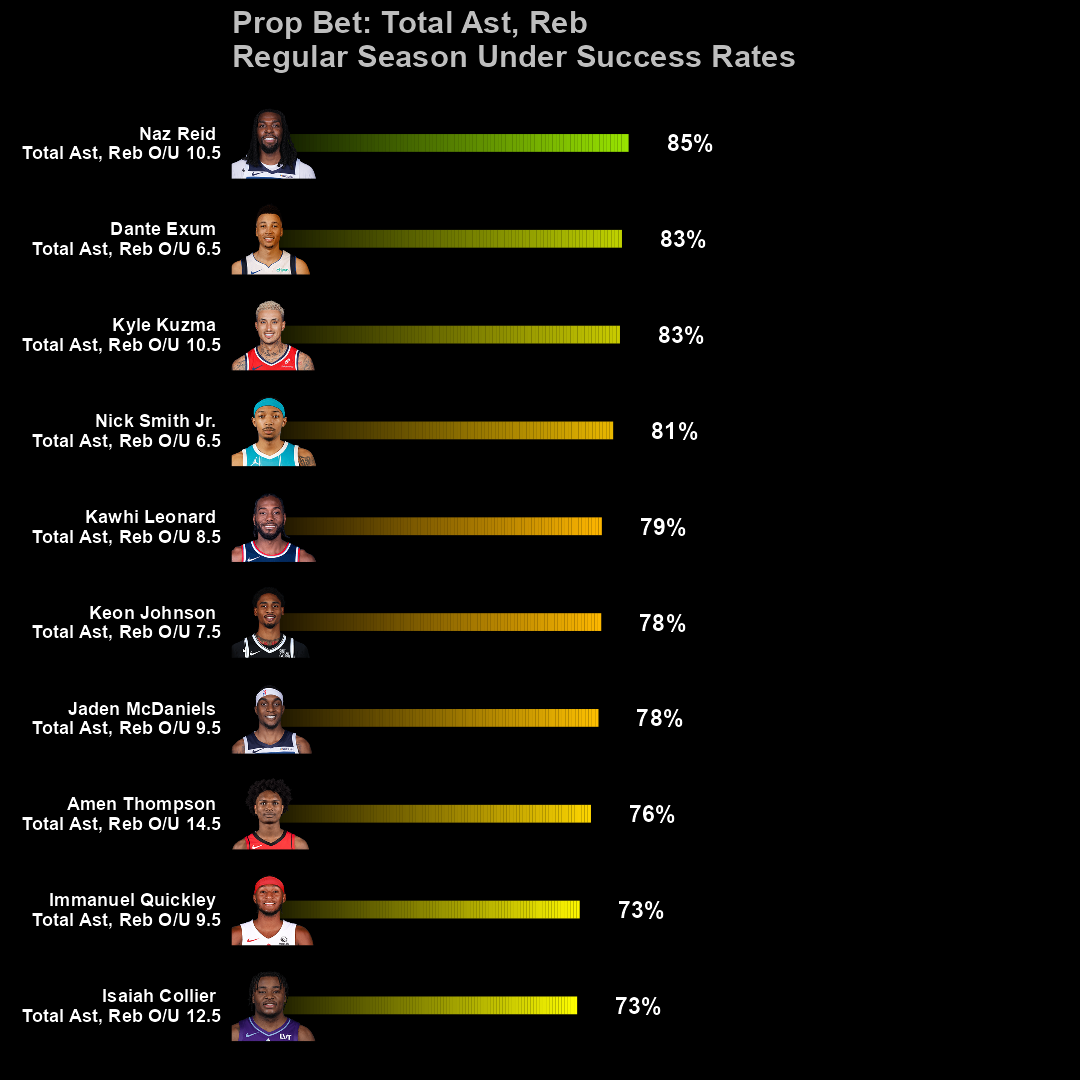 Prop Bet: Total Ast, Reb
Regular Season Under Success Rates
Naz Reid
Total Ast, Reb O/U 10.5
85%
Dante Exum
Total Ast, Reb O/U 6.5
83%
Kyle Kuzma
Total Ast, Reb O/U 10.5
83%
Nick Smith Jr.
Total Ast, Reb O/U 6.5
81%
Kawhi Leonard
Total Ast, Reb O/U 8.5
79%
Keon Johnson
Total Ast, Reb O/U 7.5
78%
Jaden McDaniels
Total Ast, Reb O/U 9.5
78%
Amen Thompson
Total Ast, Reb O/U 14.5
76%
Immanuel Quickley
Total Ast, Reb O/U 9.5
73%
Isaiah Collier
Total Ast, Reb O/U 12.5
73%
LVT